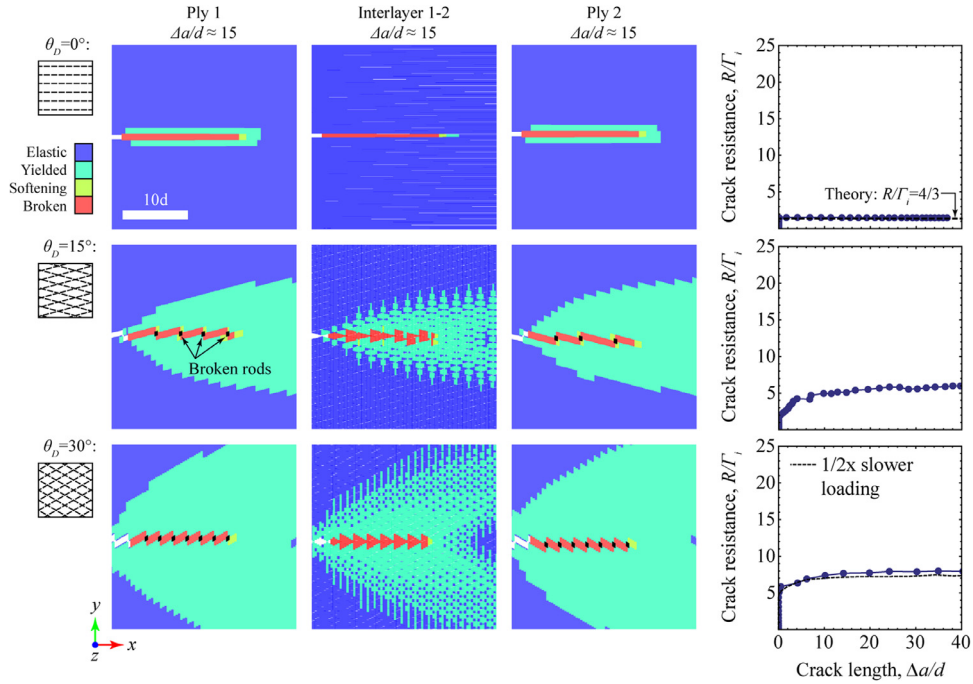 Ply 1
Δa/d ≈ 15
Interlayer 1-2
Δa/d ≈ 15
Ply 2
Δa/d ≈ 15
θD=0°:
Elastic
Yielded
Softening
Broken
10d
Crack resistance, R/Γi
25
20
15
10
5
Theory: R/Γi=4/3
θD=15°:
Broken rods
Crack resistance, R/Γi
25
20
15
10
5
θD=30°:
Crack resistance, R/Γi
25
20
15
10
5
1/2x slower
loading
0 10 20 30 40
Crack length, Δa/d
y
z
x